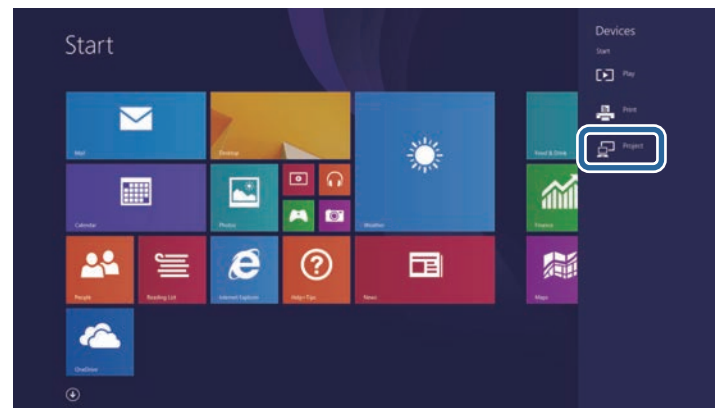 Start
Mail
Desktop
Calendar
Photos
Weather
People
Reading List
Internet Explorer
Help+Tips
News
OneDrive
Food & Drink
Finance
Maps
Devices
Start
Play
Print
Project